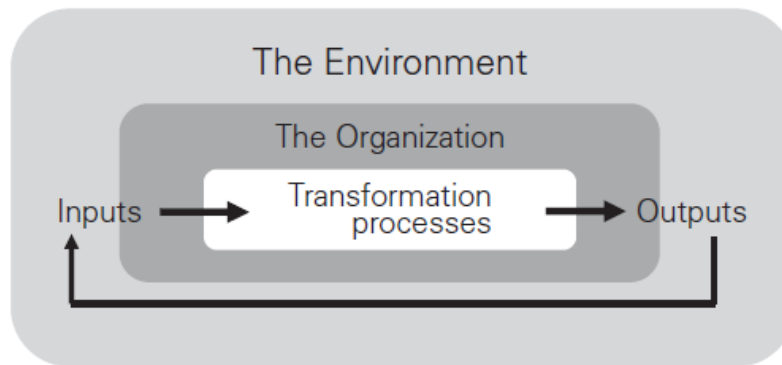 The Environment
The Organization
Inputs
Transformation
processes
Outputs